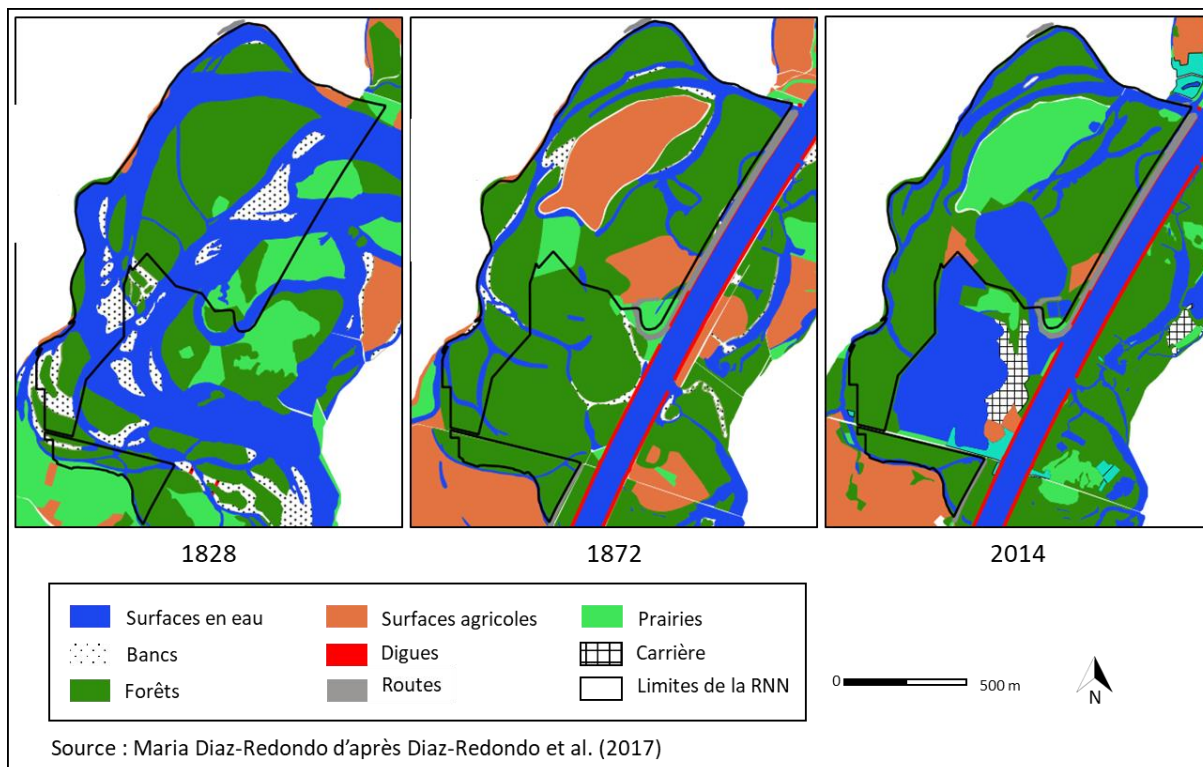 1828
1872
2014
Surfaces en eau
Surfaces agricoles
Prairies
Bancs
Digues
Carrière
Forêts
Routes
Limites de la RNN
0
500 m
N
Source : Maria Diaz-Redondo d’après Diaz-Redondo et al. (2017)